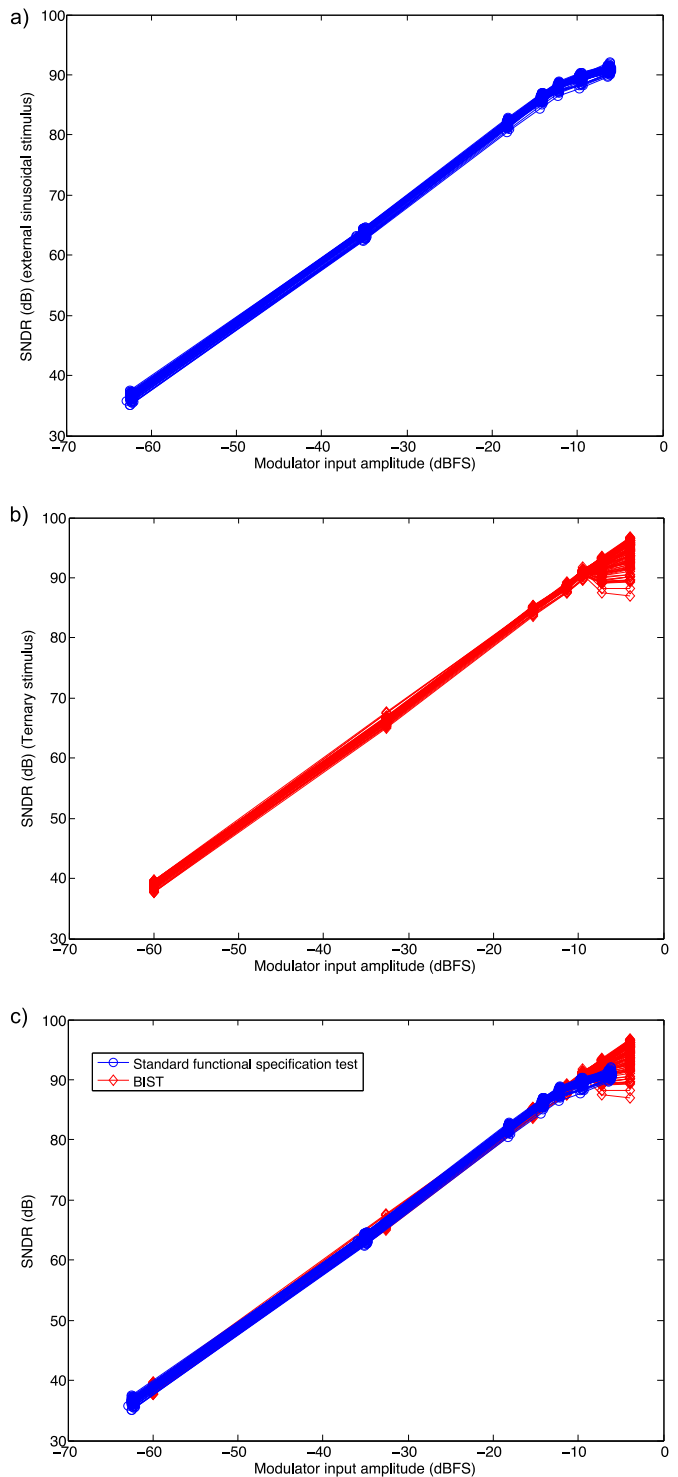 a)
100
90
80
70
60
50
40
30
SNDR (dB) (external sinusoidal stimulus)
−70 −60 −50 −40 −30 −20 −10 0
Modulator input amplitude (dBFS)
b)
100
90
80
70
60
50
40
30
SNDR (dB) (Ternary stimulus)
−70 −60 −50 −40 −30 −20 −10 0
Modulator input amplitude (dBFS)
c)
100
90
80
70
60
50
40
30
SNDR (dB)
Standard functional specification test
BIST
−70 −60 −50 −40 −30 −20 −10 0
Modulator input amplitude (dBFS)